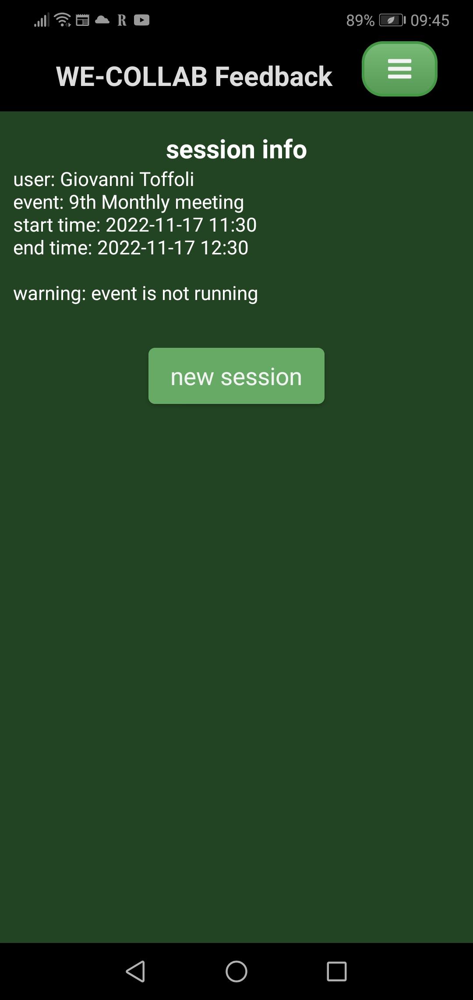 R
89% 09:45
WE-COLLAB Feedback
session info
user: Giovanni Toffoli
event: 9th Monthly meeting
start time: 2022-11-17 11:30
end time: 2022-11-17 12:30
warning: event is not running
new session